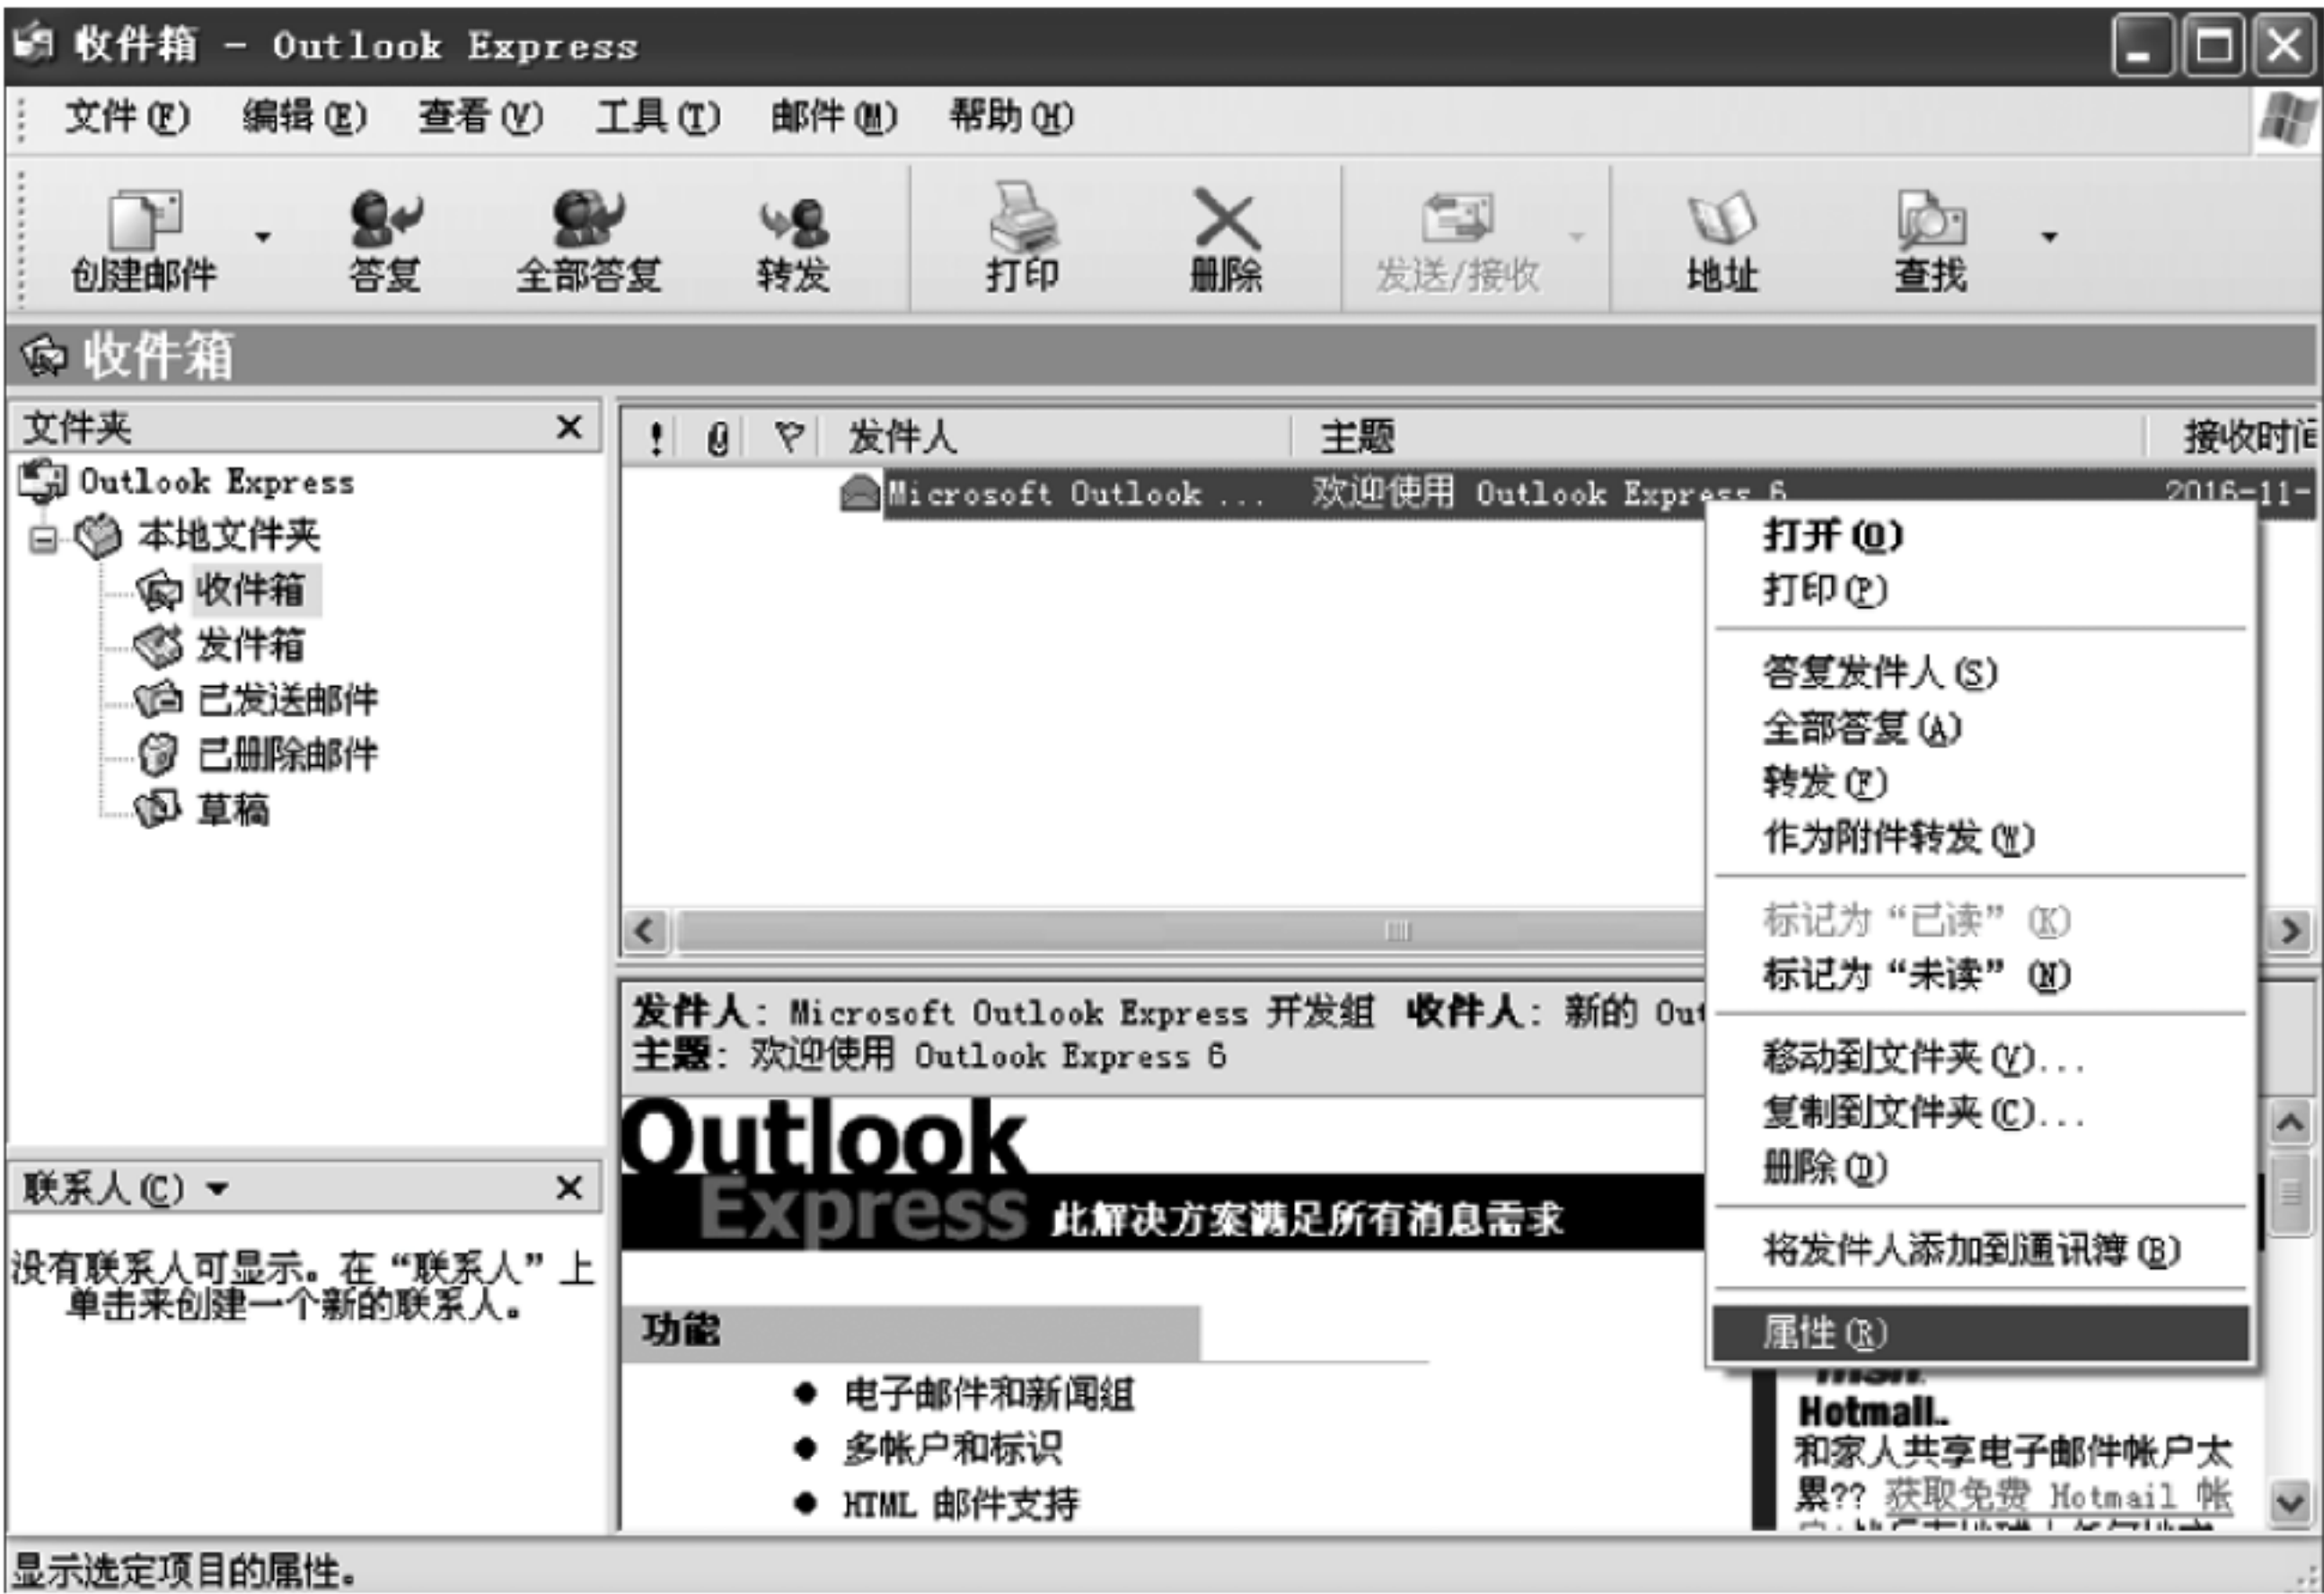 收件箱 - Outlook Express
文件(F) 编辑(E) 查看(V) 工具(T) 邮件(M) 帮助(H)
创建邮件 答复 全部答复 转发 打印 删除 发送/接收 地址 查找
收件箱
文件夹
Outlook Express
本地文件夹
收件箱
发件箱
已发送邮件
已删除邮件
草稿
联系人(C)
没有联系人可显示。在“联系人”上
单击来创建一个新的联系人。
! 发件人 主题 接收时间
Microsoft Outlook ... 欢迎使用 Outlook Express 6 2016-11-
打开(O)
打印(P)
答复发件人(S)
全部答复(A)
转发(F)
作为附件转发(W)
标记为“已读”(K)
标记为“未读”(N)
移动到文件夹(V)...
复制到文件夹(C)...
删除(D)
将发件人添加到通讯簿(B)
属性(R)
发件人: Microsoft Outlook Express 开发组 收件人: 新的 Out
主题: 欢迎使用 Outlook Express 6
Outlook
Express 此解决方案满足所有消息需求
功能
● 电子邮件和新闻组
● 多帐户和标识
● HTML 邮件支持
msn.
Hotmail.
和家人共享电子邮件帐户太
累?? 获取免费 Hotmail 帐
显示选定项目的属性。